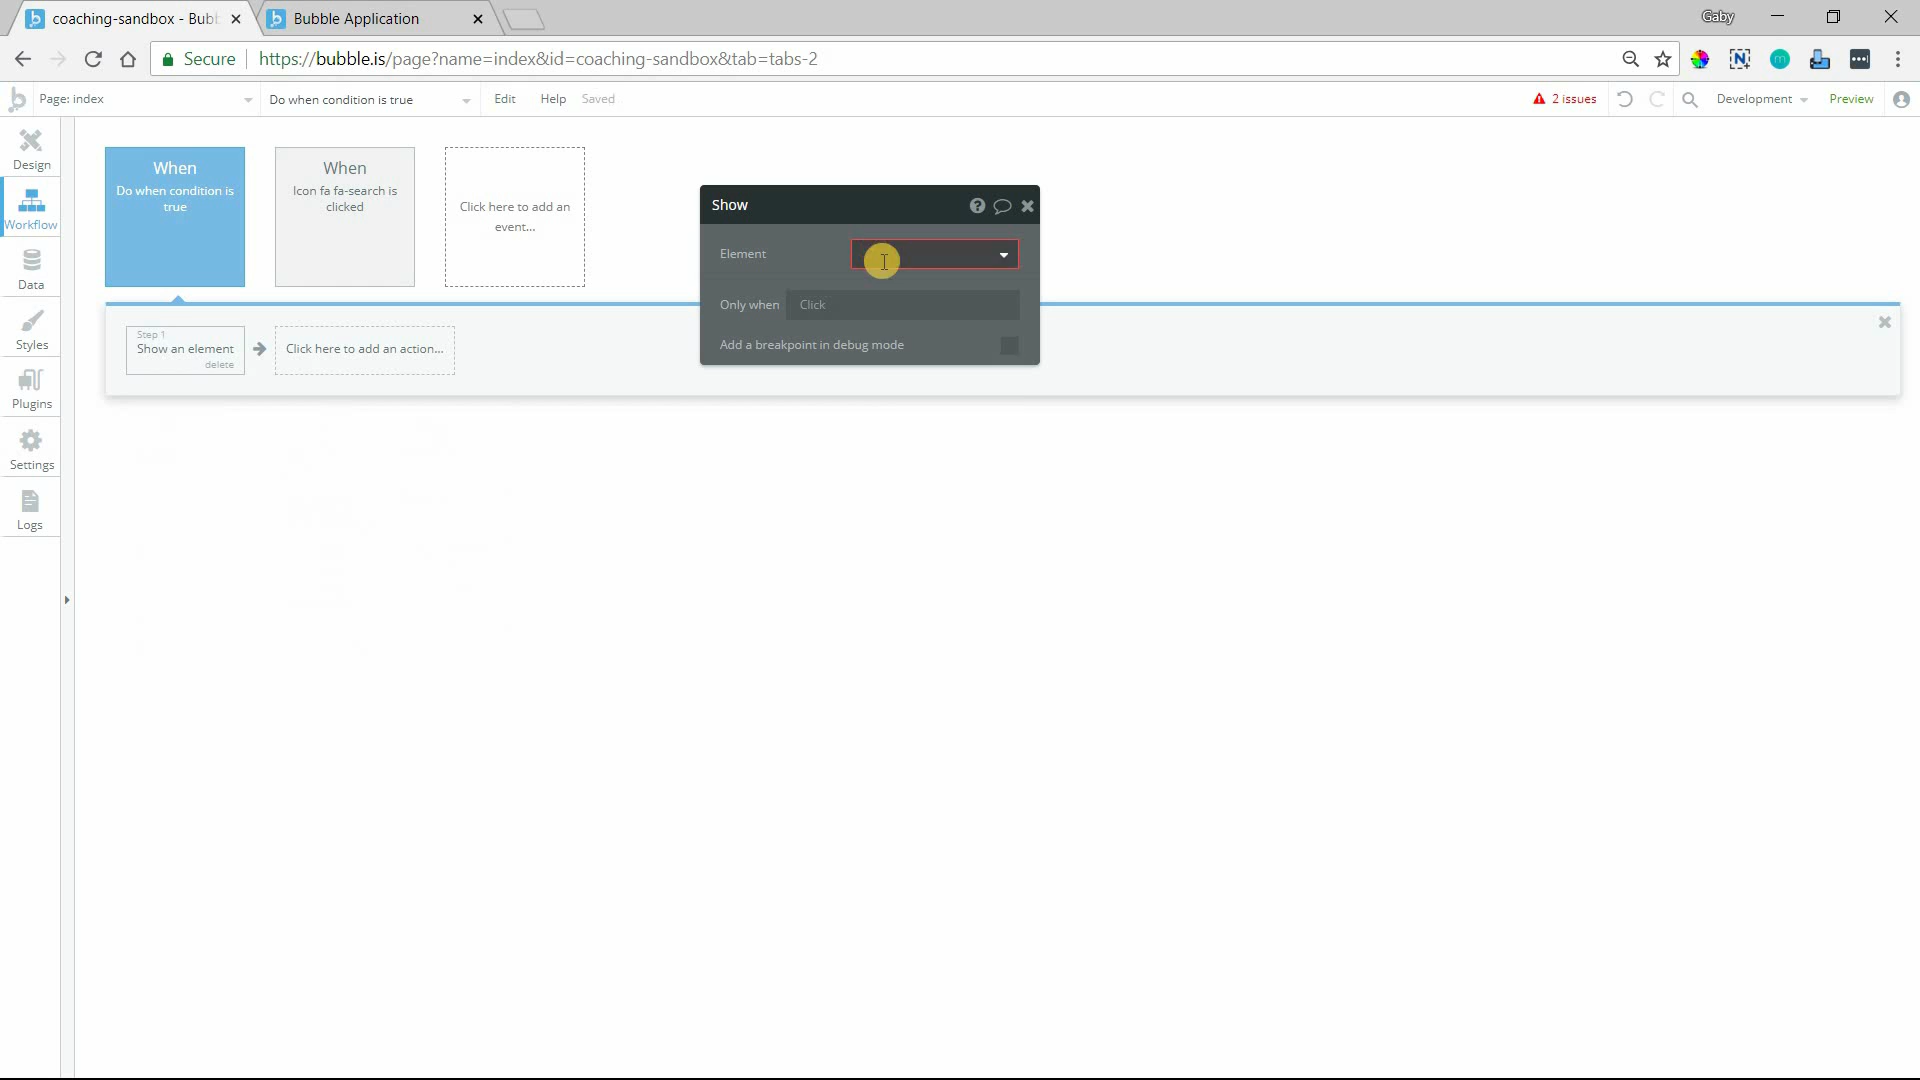 coaching-sandbox - Bubb
Bubble Application
Gaby
Secure
https://bubble.is/page?name=index&id=coaching-sandbox&tab=tabs-2
Page: index
Do when condition is true
Edit
Help
Saved
2 issues
Development
Preview
Design
Workflow
Data
Styles
Plugins
Settings
Logs
When
Do when condition is
true
When
Icon fa fa-search is
clicked
Click here to add an
event...
Show
Element
Only when
Click
Add a breakpoint in debug mode
Step 1
Show an element
delete
Click here to add an action...